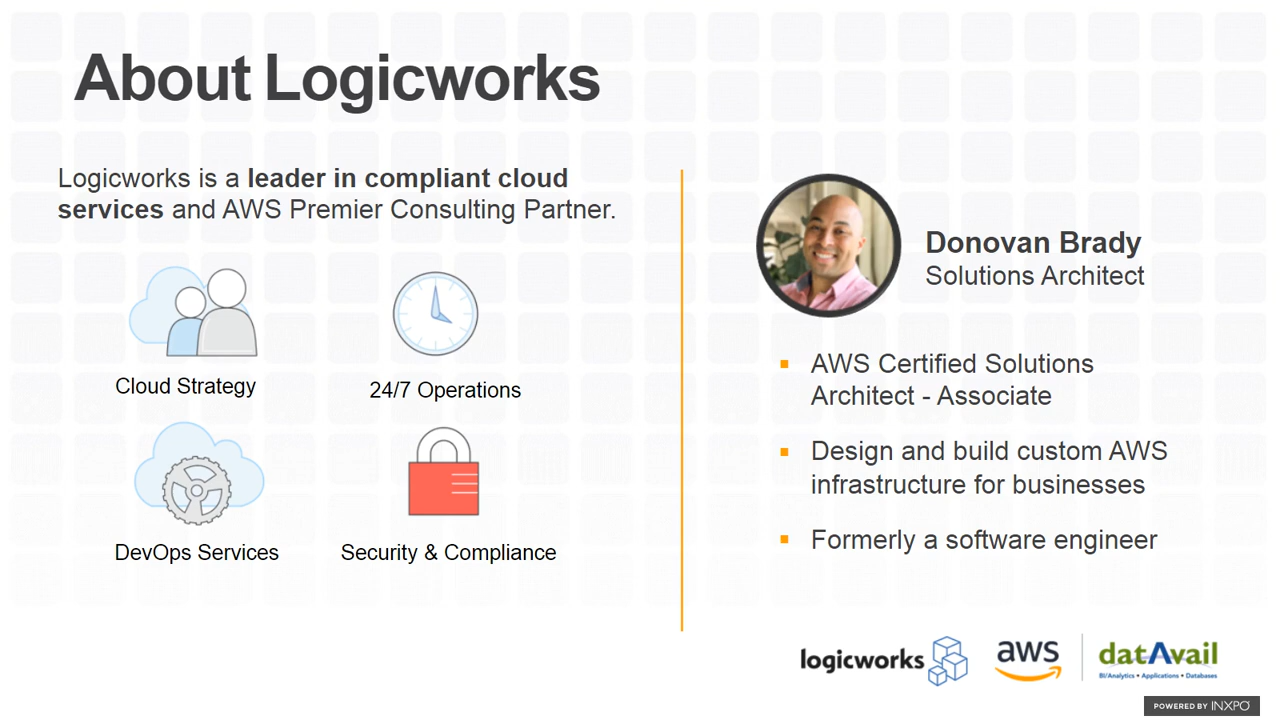 About Logicworks
Logicworks is a leader in compliant cloud
services and AWS Premier Consulting Partner.
Cloud Strategy
24/7 Operations
DevOps Services
Security & Compliance
Donovan Brady
Solutions Architect
AWS Certified Solutions
Architect - Associate
Design and build custom AWS
infrastructure for businesses
Formerly a software engineer
logicworks
aws
datAvail
BI/Analytics • Applications • Databases
POWERED BY INXPO